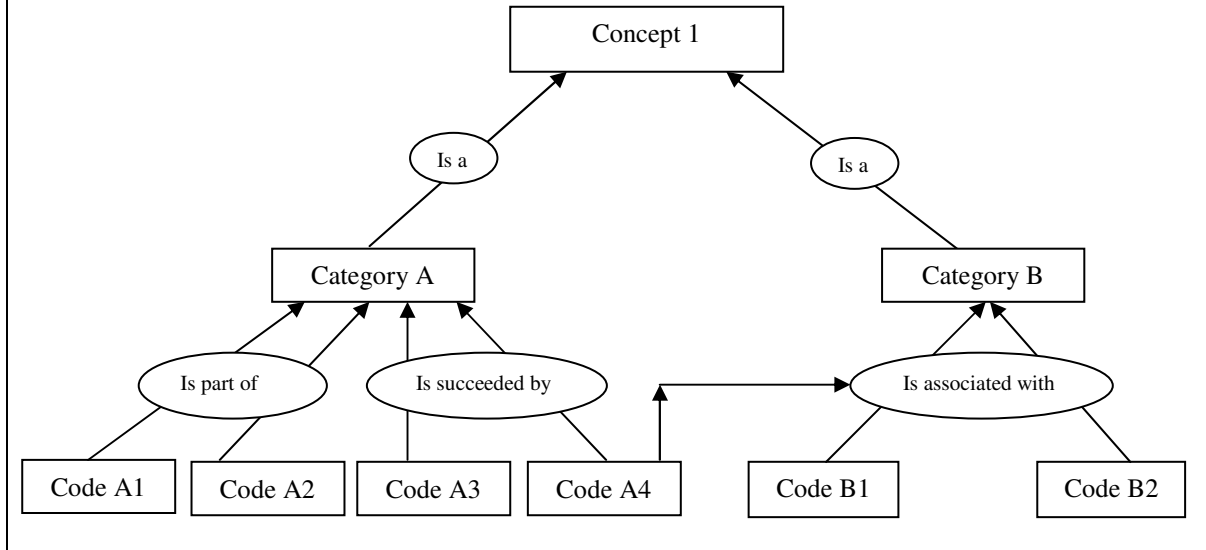 Concept 1
Is a
Is a
Category A
Category B
Is part of
Is succeeded by
Is associated with
Code A1
Code A2
Code A3
Code A4
Code B1
Code B2